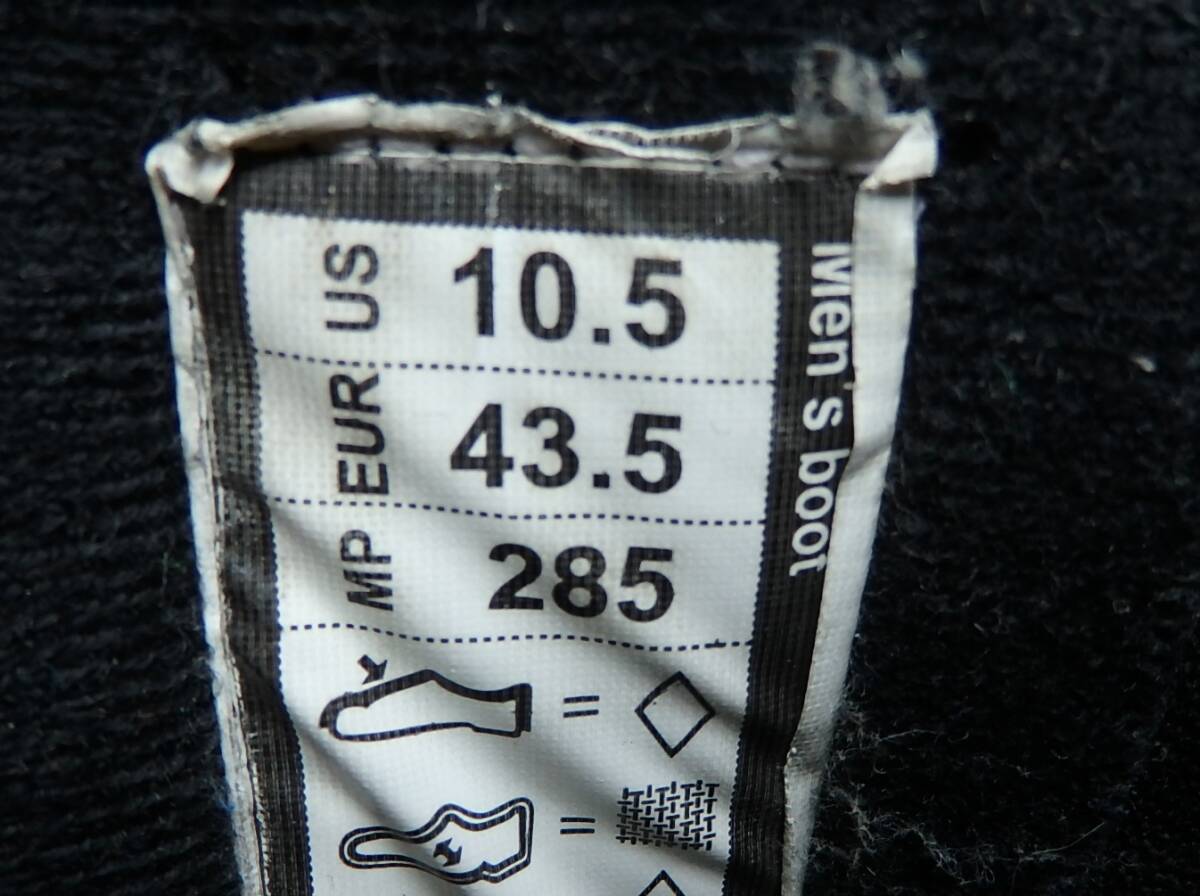 US 10.5
EUR 43.5
MP 285
=
=
Men's boot